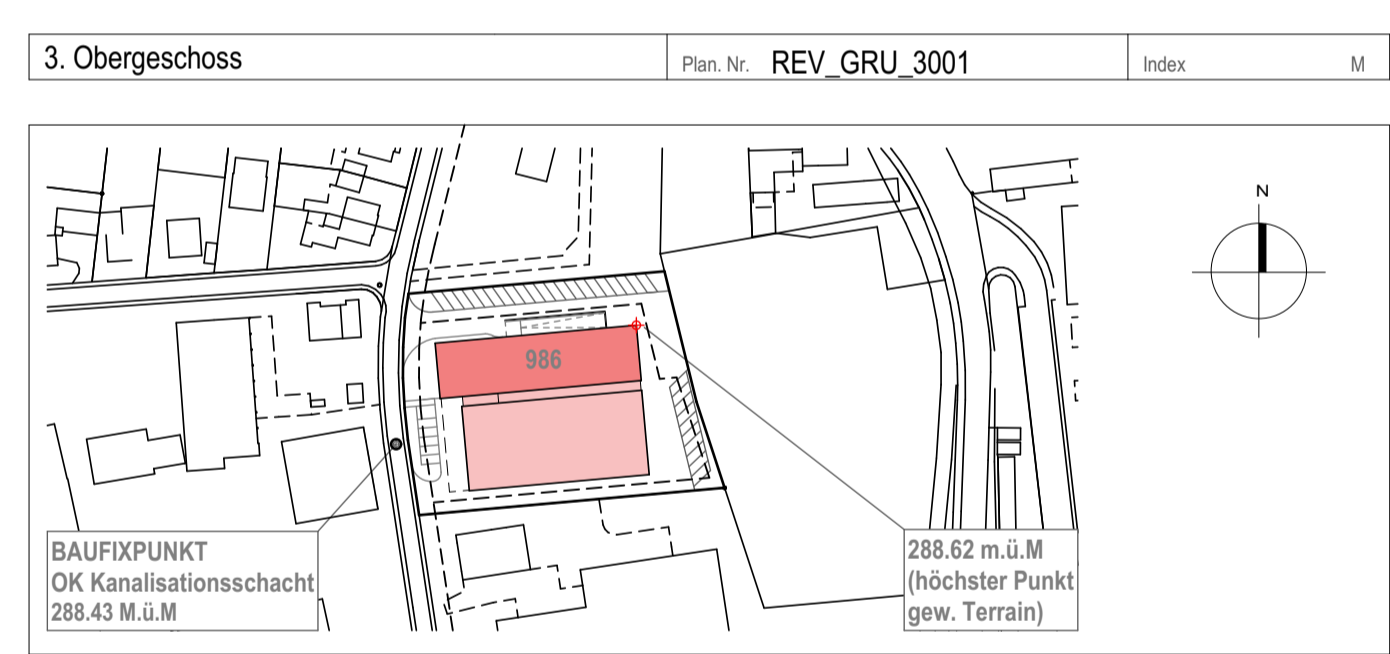 3. Obergeschoss Plan. Nr. REV_GRU_3001 Index M
N
986
BAUFIXPUNKT
OK Kanalisationsschacht
288.43 M.ü.M
288.62 m.ü.M
(höchster Punkt
gew. Terrain)